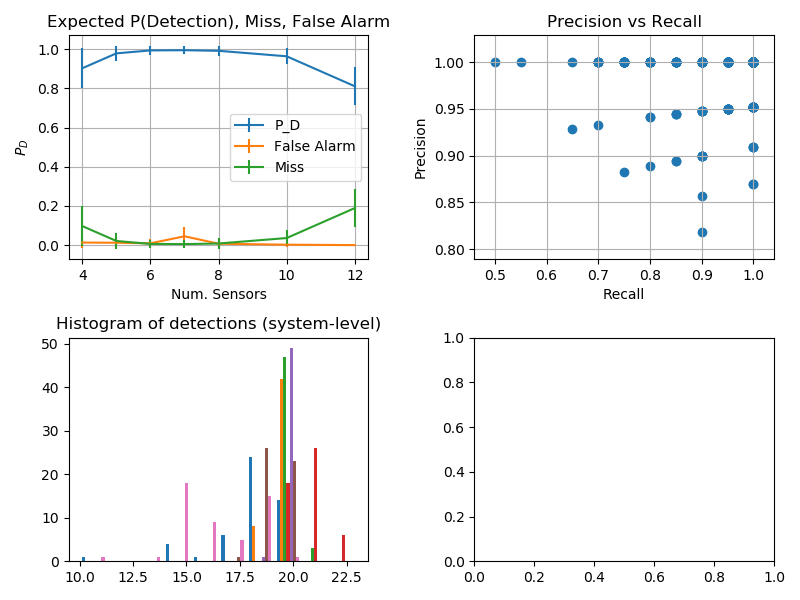 Expected P(Detection), Miss, False Alarm
1.0
0.8
0.6
0.4
0.2
0.0
P_D
P_D
False Alarm
Miss
4 6 8 10 12
Num. Sensors
Precision vs Recall
1.00
0.95
0.90
0.85
0.80
Precision
0.5 0.6 0.7 0.8 0.9 1.0
Recall
Histogram of detections (system-level)
50
40
30
20
10
0
10.0 12.5 15.0 17.5 20.0 22.5
1.0
0.8
0.6
0.4
0.2
0.0
0.0 0.2 0.4 0.6 0.8 1.0